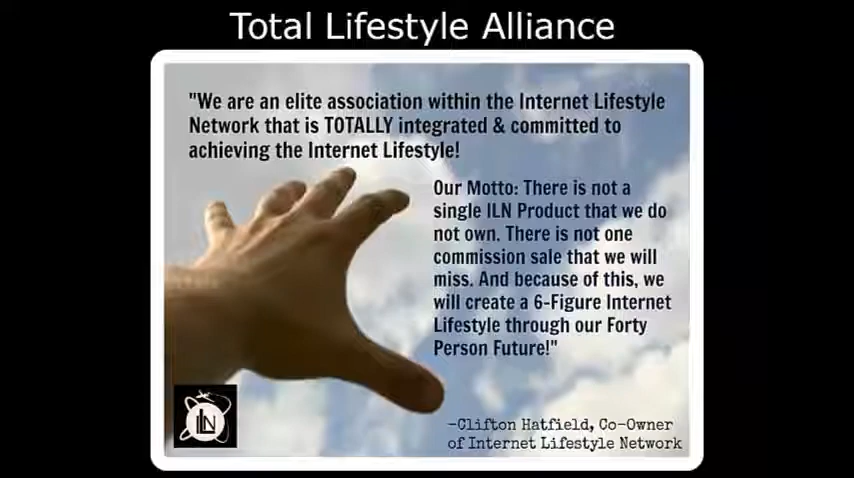 Total Lifestyle Alliance
"We are an elite association within the Internet Lifestyle
Network that is TOTALLY integrated & committed to
achieving the Internet Lifestyle!
Our Motto: There is not a
single ILN Product that we do
not own. There is not one
commission sale that we will
miss. And because of this, we
will create a 6-Figure Internet
Lifestyle through our Forty
Person Future!"
ILN
-Clifton Hatfield, Co-Owner
of Internet Lifestyle Network